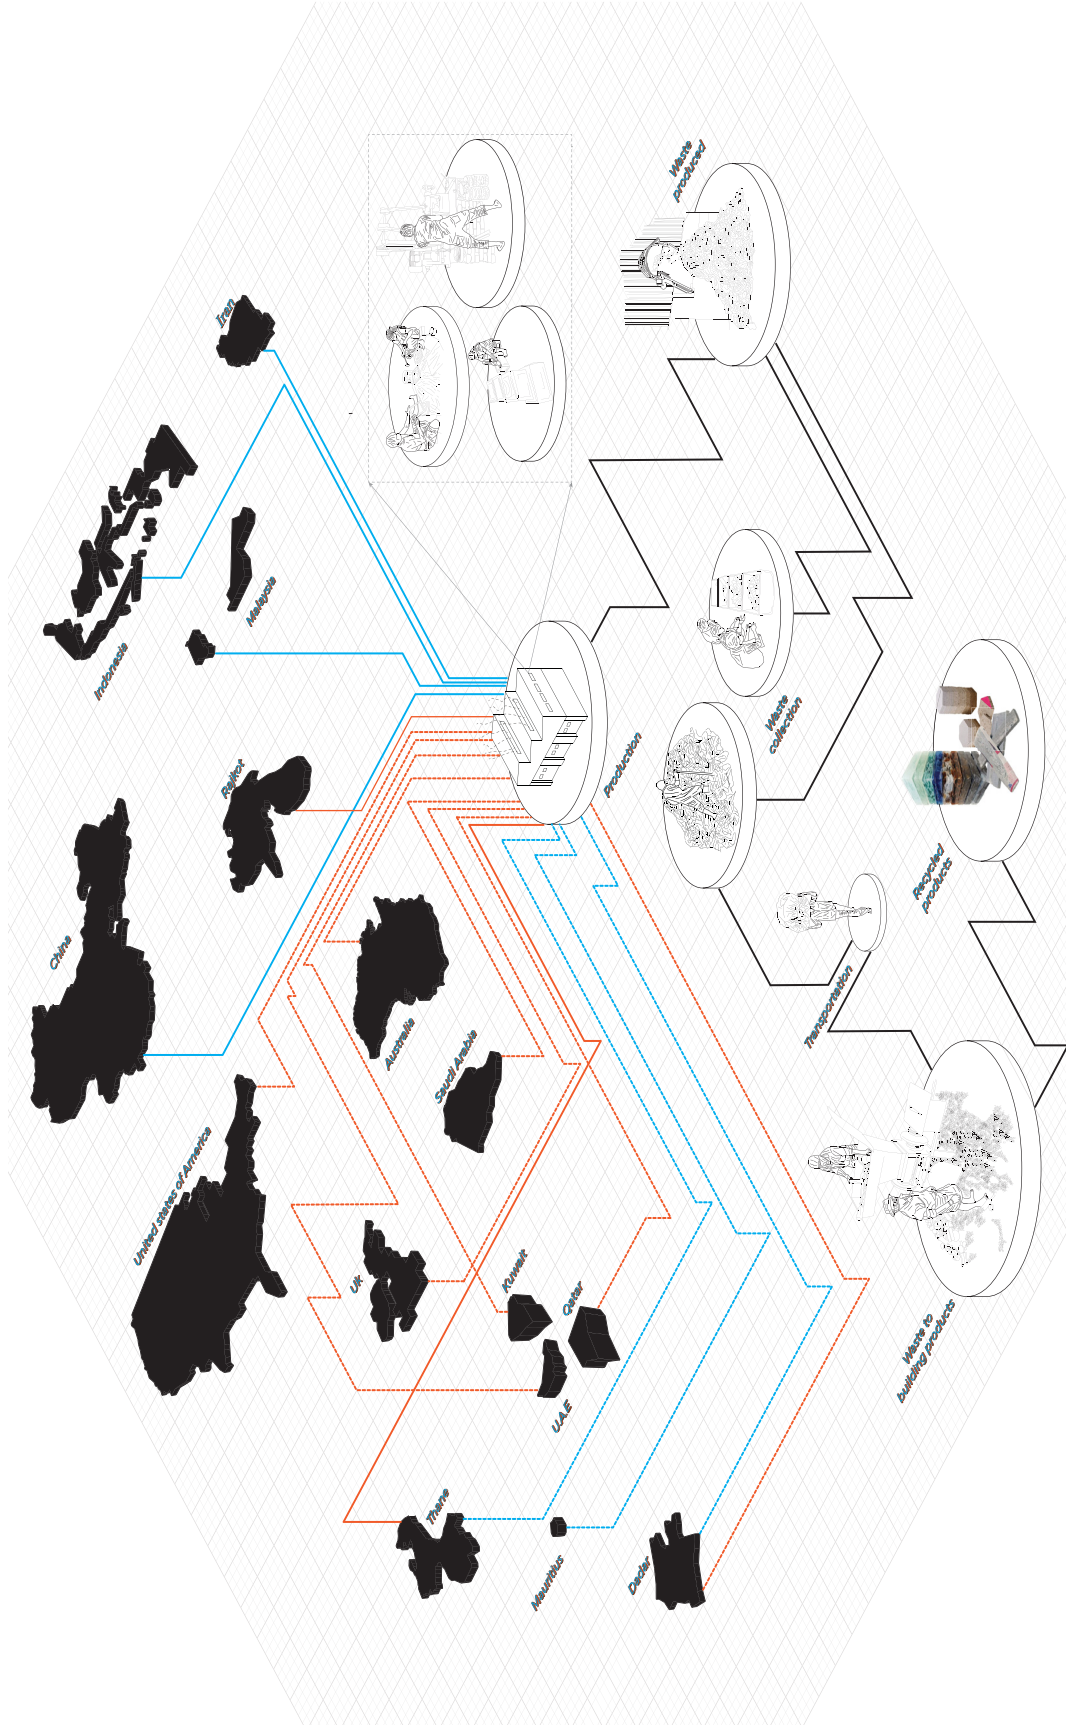 Iran
Indonesia
Malaysia
Rajkot
China
United states of America
Australia
Saudi Arabia
UK
Kuwait
Qatar
U.A.E
Thane
Mauritius
Dadar
Production
Waste
produced
Waste
collection
Transportation
Recycled
products
Waste to
building products